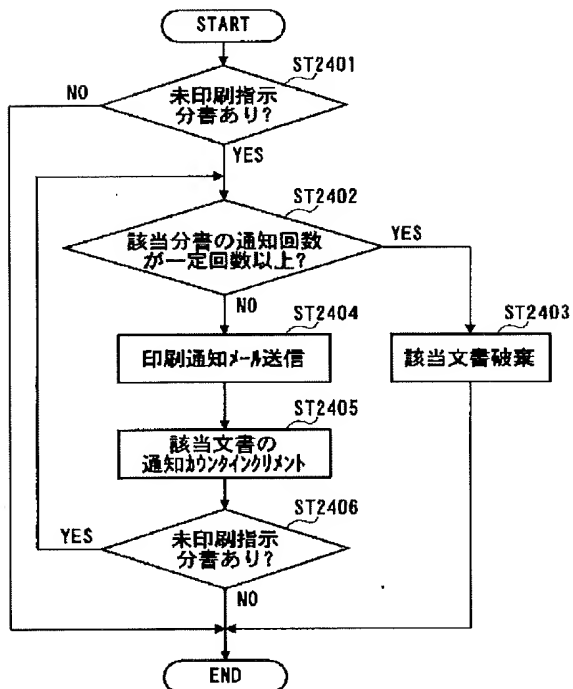 START
ST2401
NO
未印刷指示
分書あり?
YES
ST2402
該当分書の通知回数
が一定回数以上?
YES
NO
ST2404
ST2403
印刷通知メール送信
該当文書破棄
ST2405
該当文書の
通知ロカウンタインクリメント
ST2406
YES
未印刷指示
分書あり?
NO
END